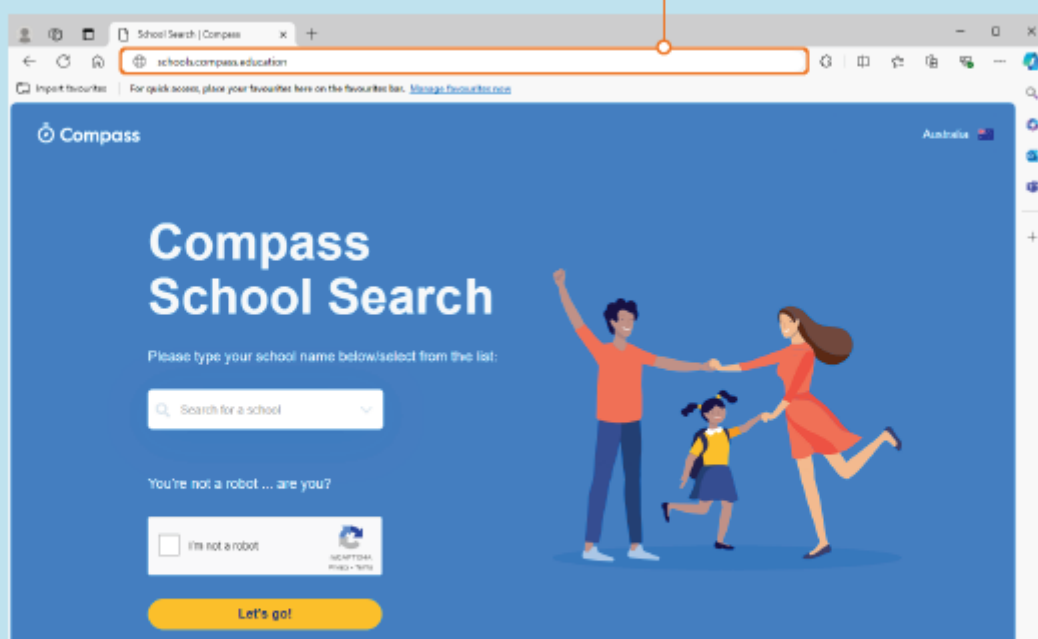 School Search | Compass
schools.compass.education
Import favourites
For quick access, place your favourites here on the favourites bar. Manage favourites now
Compass
Australia
Compass
School Search
Please type your school name below/select from the list:
Search for a school
You're not a robot ... are you?
I'm not a robot
reCAPTCHA
Privacy - Terms
Let's go!